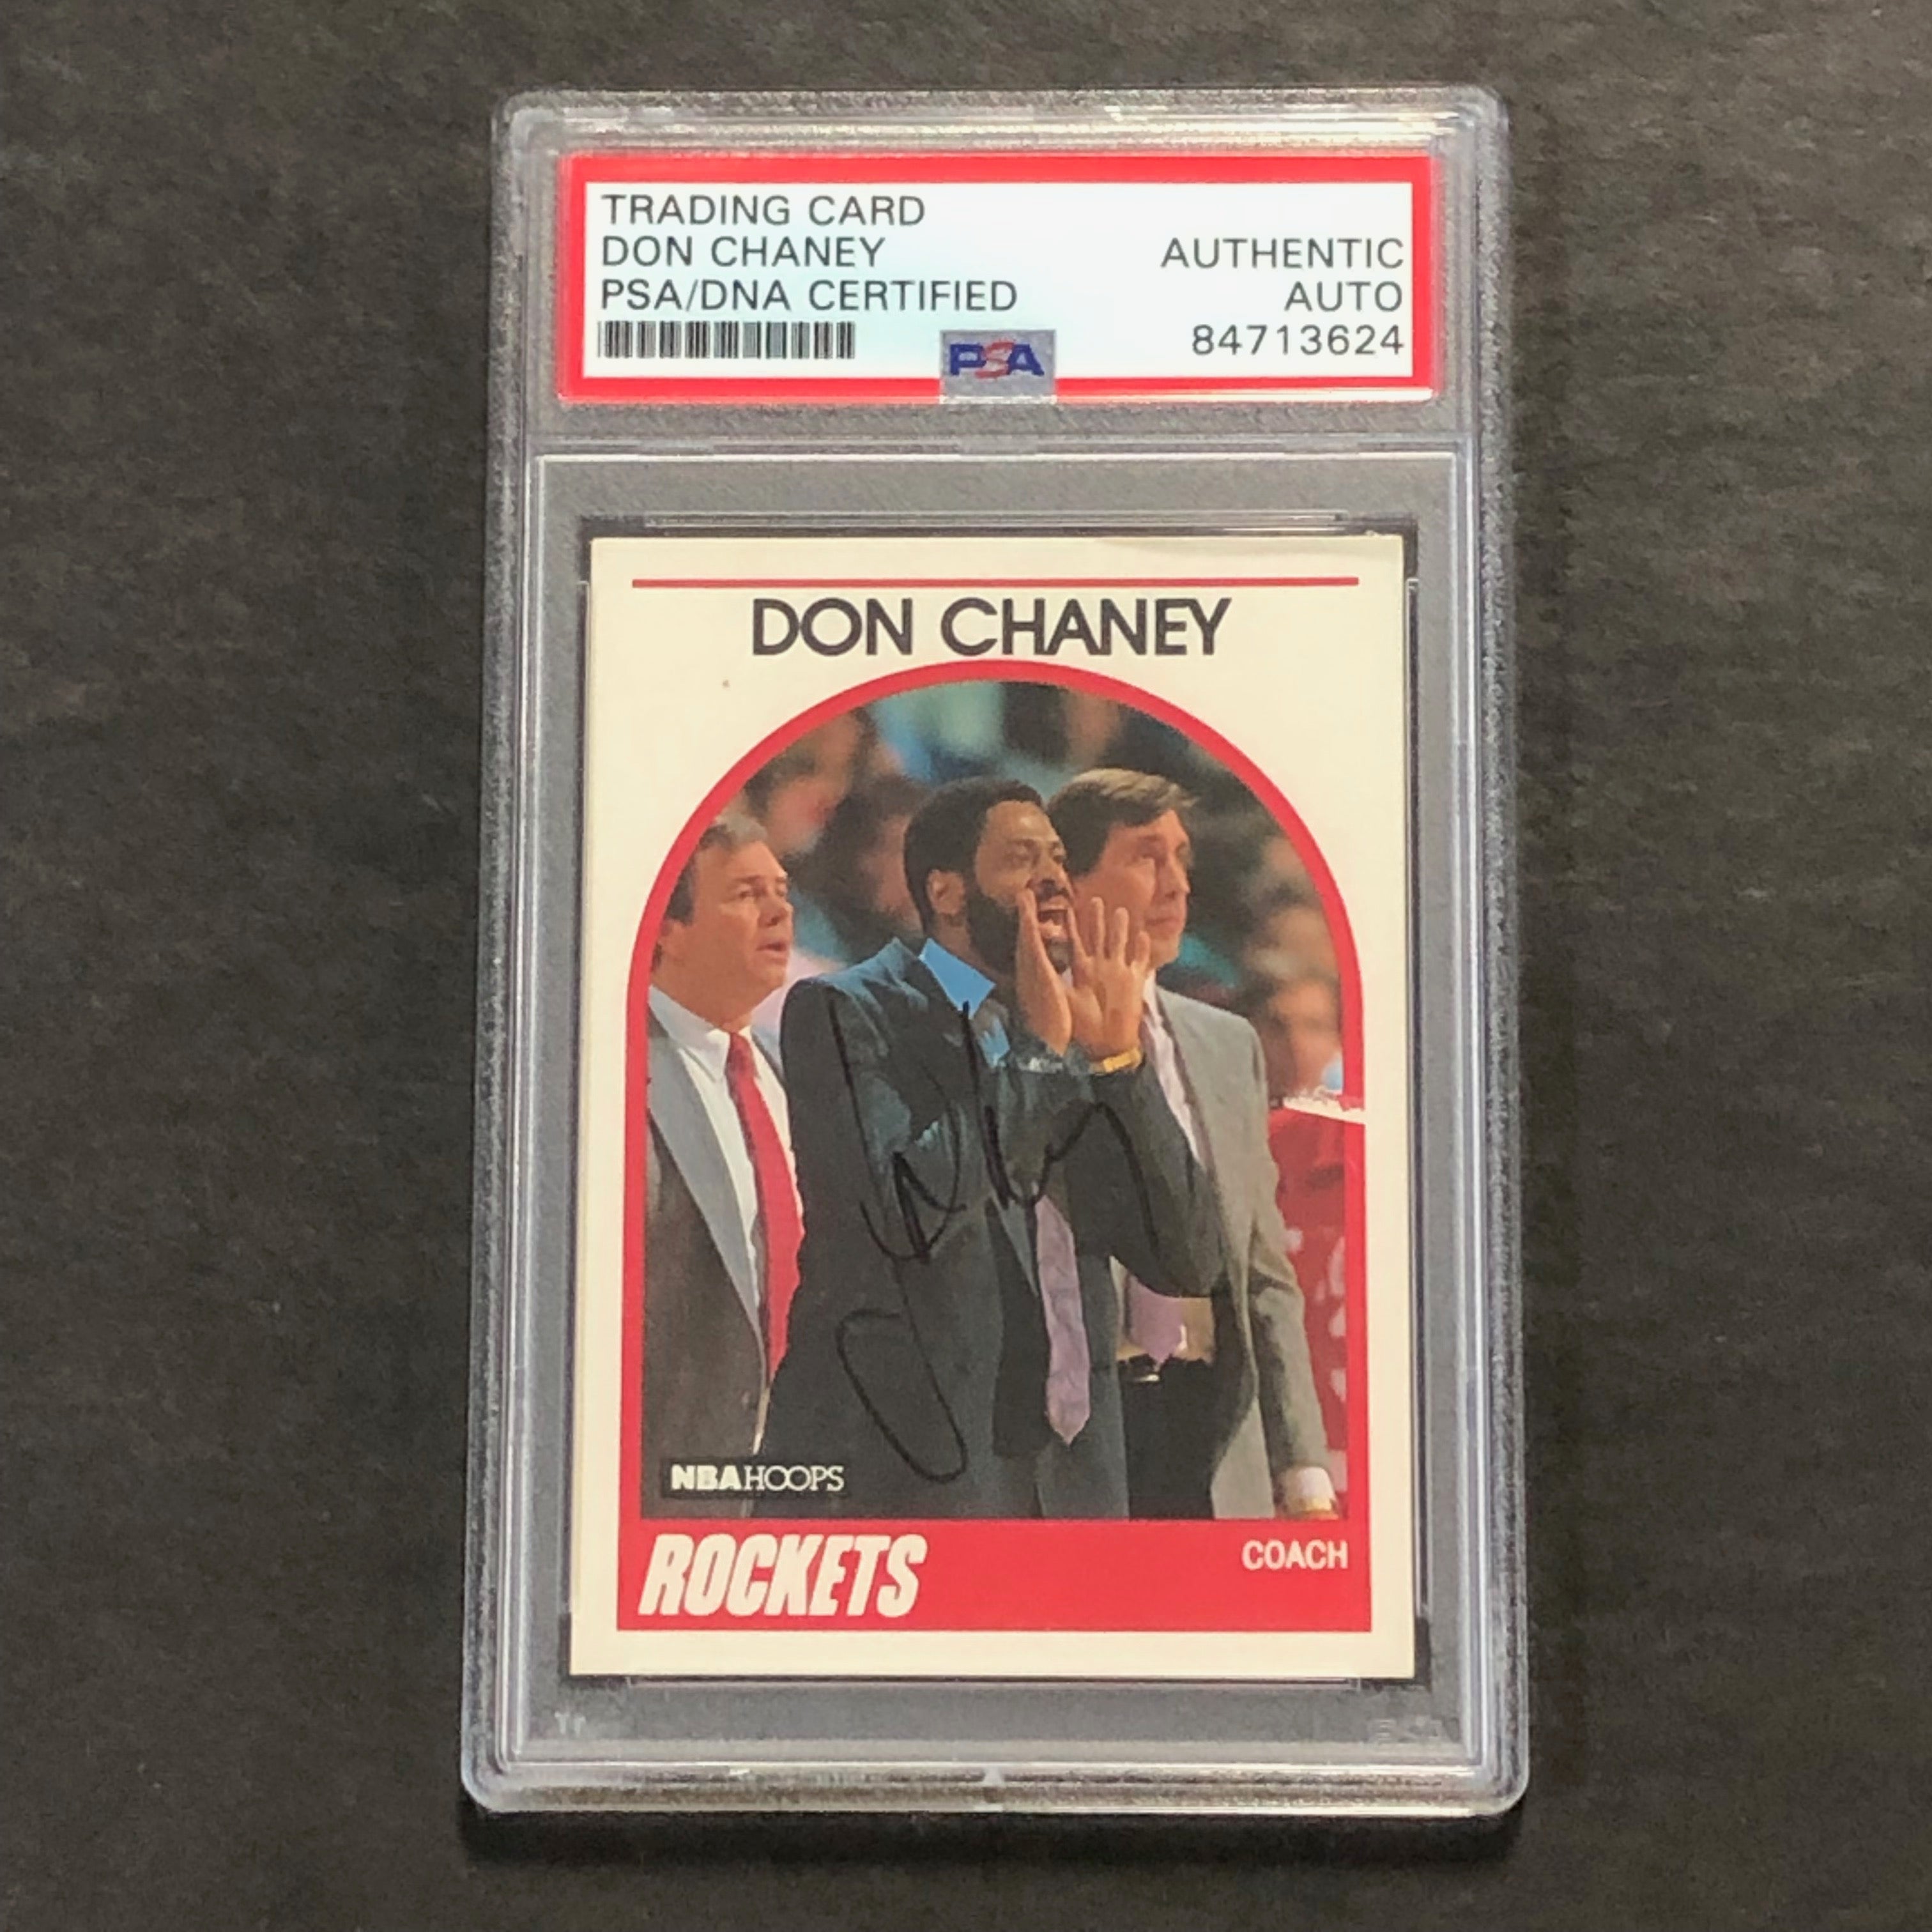 TRADING CARD
DON CHANEY
PSA/DNA CERTIFIED
AUTHENTIC
AUTO
84713624
PSA
DON CHANEY
NBA HOOPS
ROCKETS
COACH